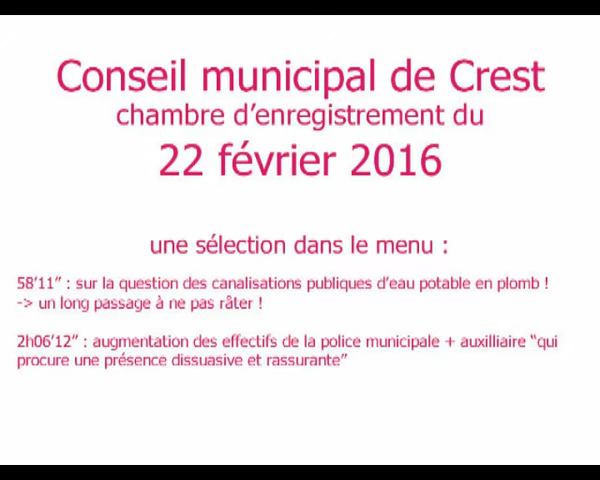 Conseil municipal de Crest
chambre d'enregistrement du
22 février 2016
une sélection dans le menu :
58'11" : sur la question des canalisations publiques d'eau potable en plomb !
-> un long passage à ne pas râter !
2h06'12" : augmentation des effectifs de la police municipale + auxilliaire "qui
procure une présence dissuasive et rassurante"